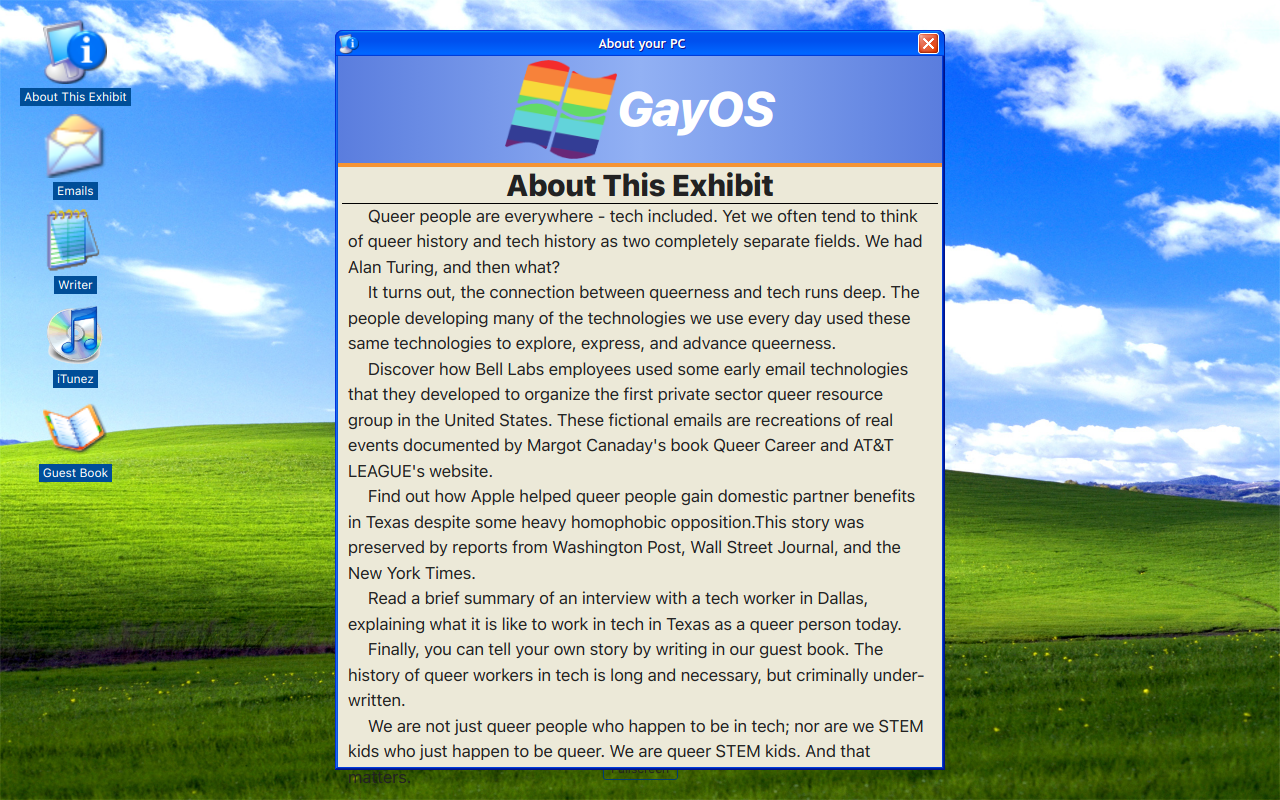 About your PC
GayOS
About This Exhibit
Queer people are everywhere - tech included. Yet we often tend to think
of queer history and tech history as two completely separate fields. We had
Alan Turing, and then what?
It turns out, the connection between queerness and tech runs deep. The
people developing many of the technologies we use every day used these
same technologies to explore, express, and advance queerness.
Discover how Bell Labs employees used some early email technologies
that they developed to organize the first private sector queer resource
group in the United States. These fictional emails are recreations of real
events documented by Margot Canaday's book Queer Career and AT&T
LEAGUE's website.
Find out how Apple helped queer people gain domestic partner benefits
in Texas despite some heavy homophobic opposition.This story was
preserved by reports from Washington Post, Wall Street Journal, and the
New York Times.
Read a brief summary of an interview with a tech worker in Dallas,
explaining what it is like to work in tech in Texas as a queer person today.
Finally, you can tell your own story by writing in our guest book. The
history of queer workers in tech is long and necessary, but criminally under-
written.
We are not just queer people who happen to be in tech; nor are we STEM
kids who just happen to be queer. We are queer STEM kids. And that
matters.
Fullscreen
About This Exhibit
Emails
Writer
iTunez
Guest Book